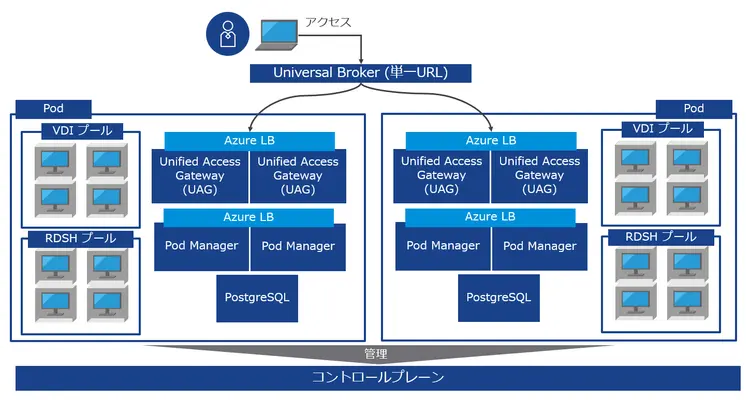 アクセス
Universal Broker (単一URL)
Pod
VDI プール
RDSH プール
Azure LB
Unified Access
Gateway
(UAG)
Unified Access
Gateway
(UAG)
Azure LB
Pod Manager
Pod Manager
PostgreSQL
Pod
Azure LB
Unified Access
Gateway
(UAG)
Unified Access
Gateway
(UAG)
Azure LB
Pod Manager
Pod Manager
PostgreSQL
VDI プール
RDSH プール
管理
コントロールプレーン